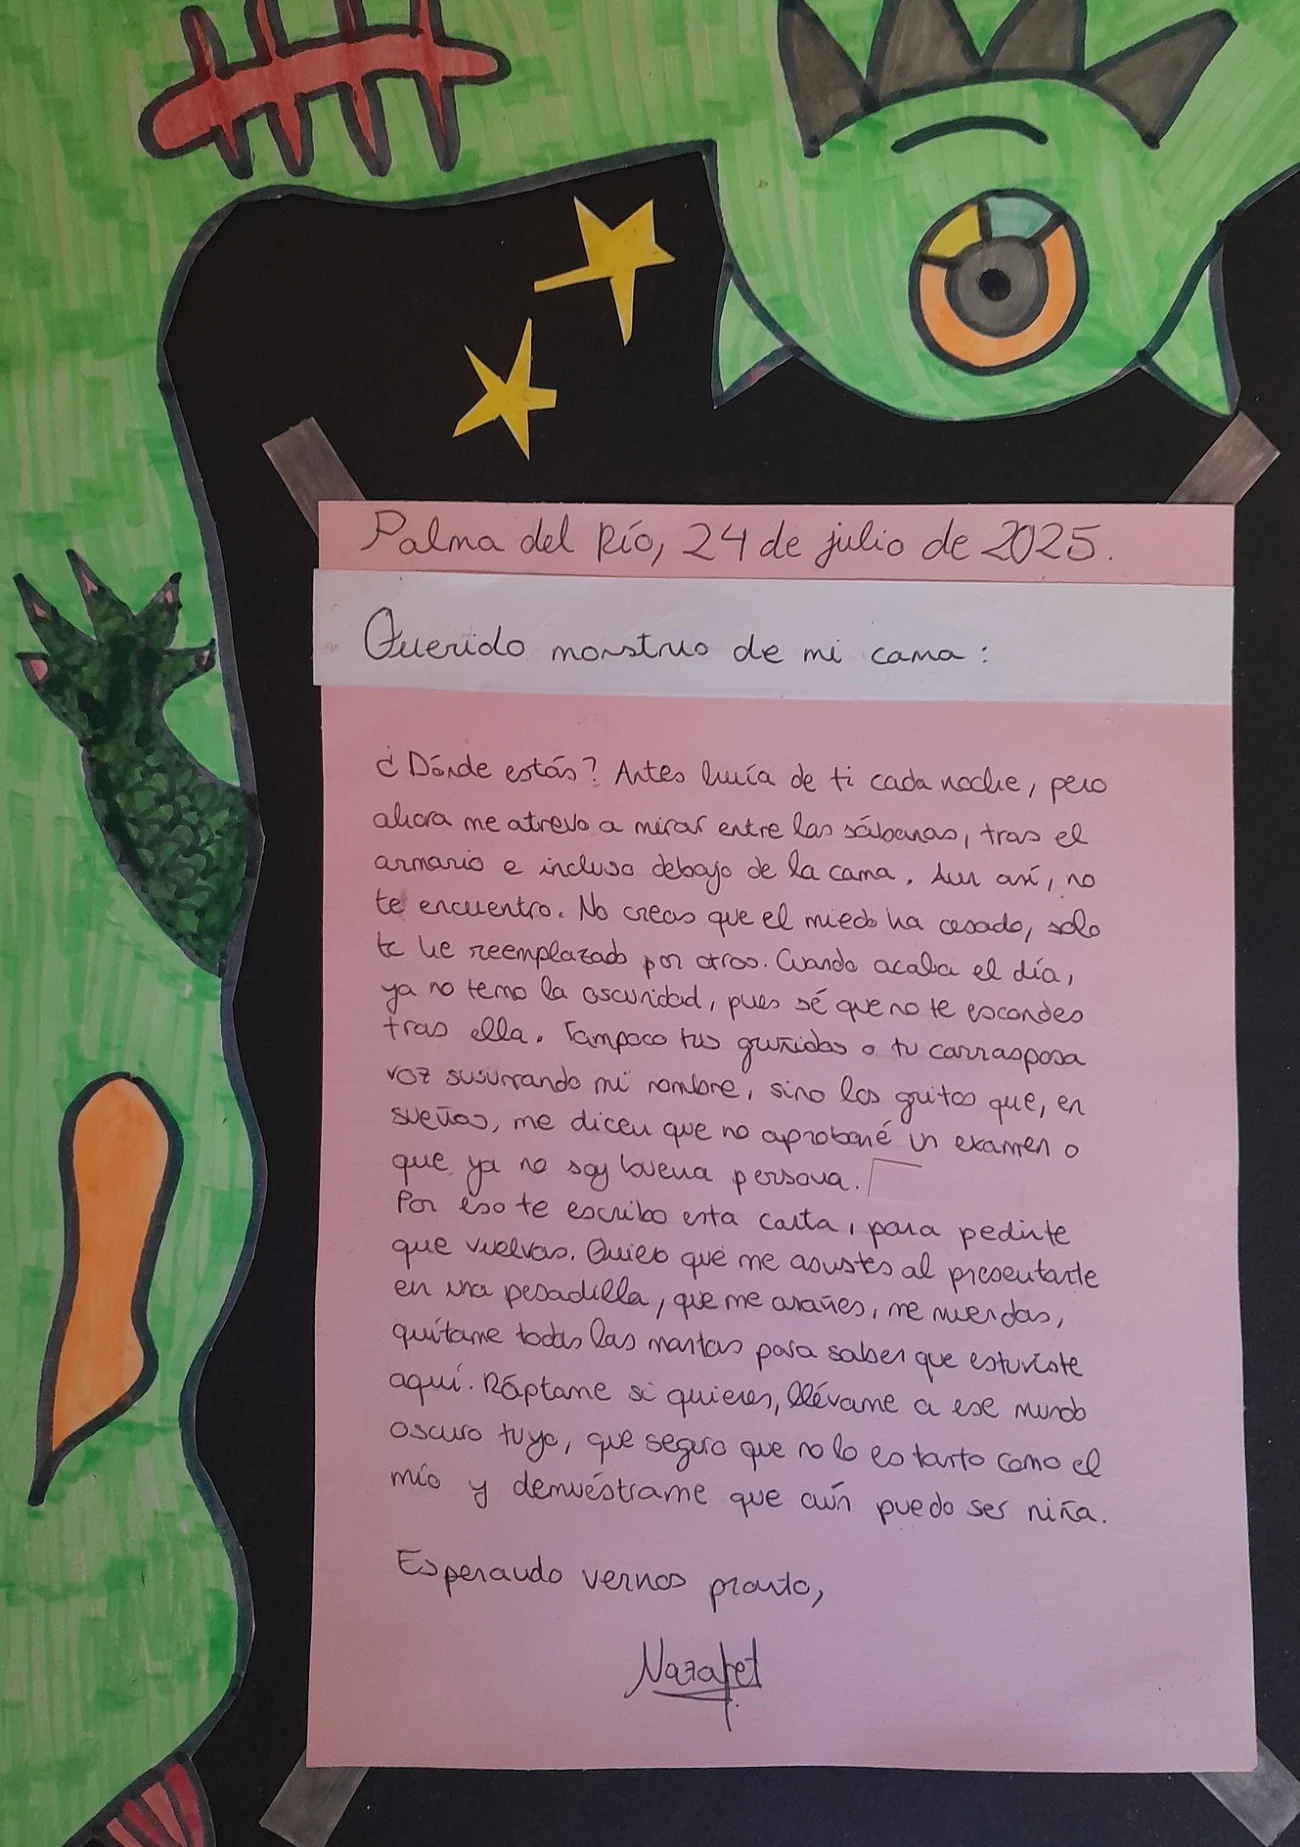 Palma del Río, 24 de julio de 2025.
Querido monstruo de mi cama:
¿Dónde estás? Antes huía de ti cada noche, pero
ahora me atrevo a mirar entre las sábanas, tras el
armario e incluso debajo de la cama. Aun así, no
te encuentro. No creas que el miedo ha cesado, solo
te he reemplazado por otros. Cuando acaba el día,
ya no temo la oscuridad, pues sé que no te escondes
tras ella. Tampoco tus gruñidos o tu carrasposa
voz susurrando mi nombre, sino los gritos que, en
sueños, me dicen que no aprobaré un examen o
que ya no soy buena persona.
Por eso te escribo esta carta, para pedirte
que vuelvas. Quiero que me asustes al presentarte
en una pesadilla, que me arañes, me muerdas,
quítame todas las mantas para saber que estuviste
aquí. Ráptame si quieres, llévame a ese mundo
oscuro tuyo, que seguro que no lo es tanto como el
mío y demuéstrame que aún puedo ser niña.
Esperando vernos pronto,
Nazaret